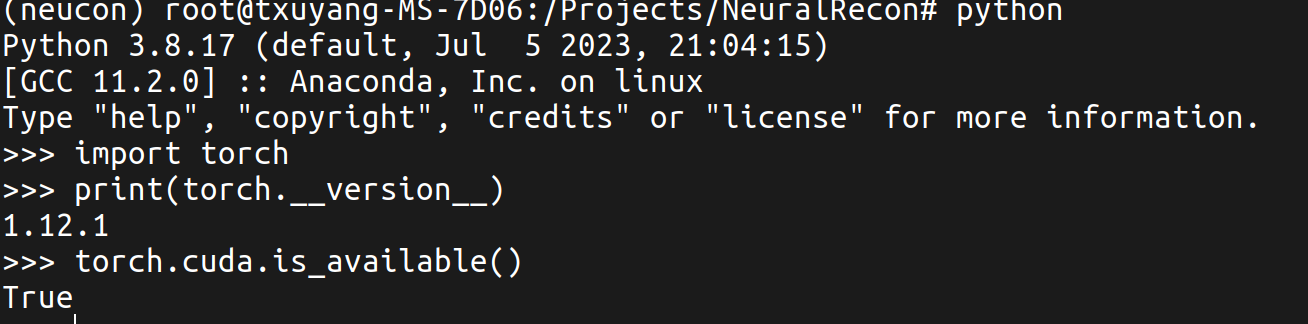 (neucon) root@txuyang-MS-7D06:/Projects/NeuralRecon# python
Python 3.8.17 (default, Jul  5 2023, 21:04:15)
[GCC 11.2.0] :: Anaconda, Inc. on linux
Type "help", "copyright", "credits" or "license" for more information.
>>> import torch
>>> print(torch.__version__)
1.12.1
>>> torch.cuda.is_available()
True